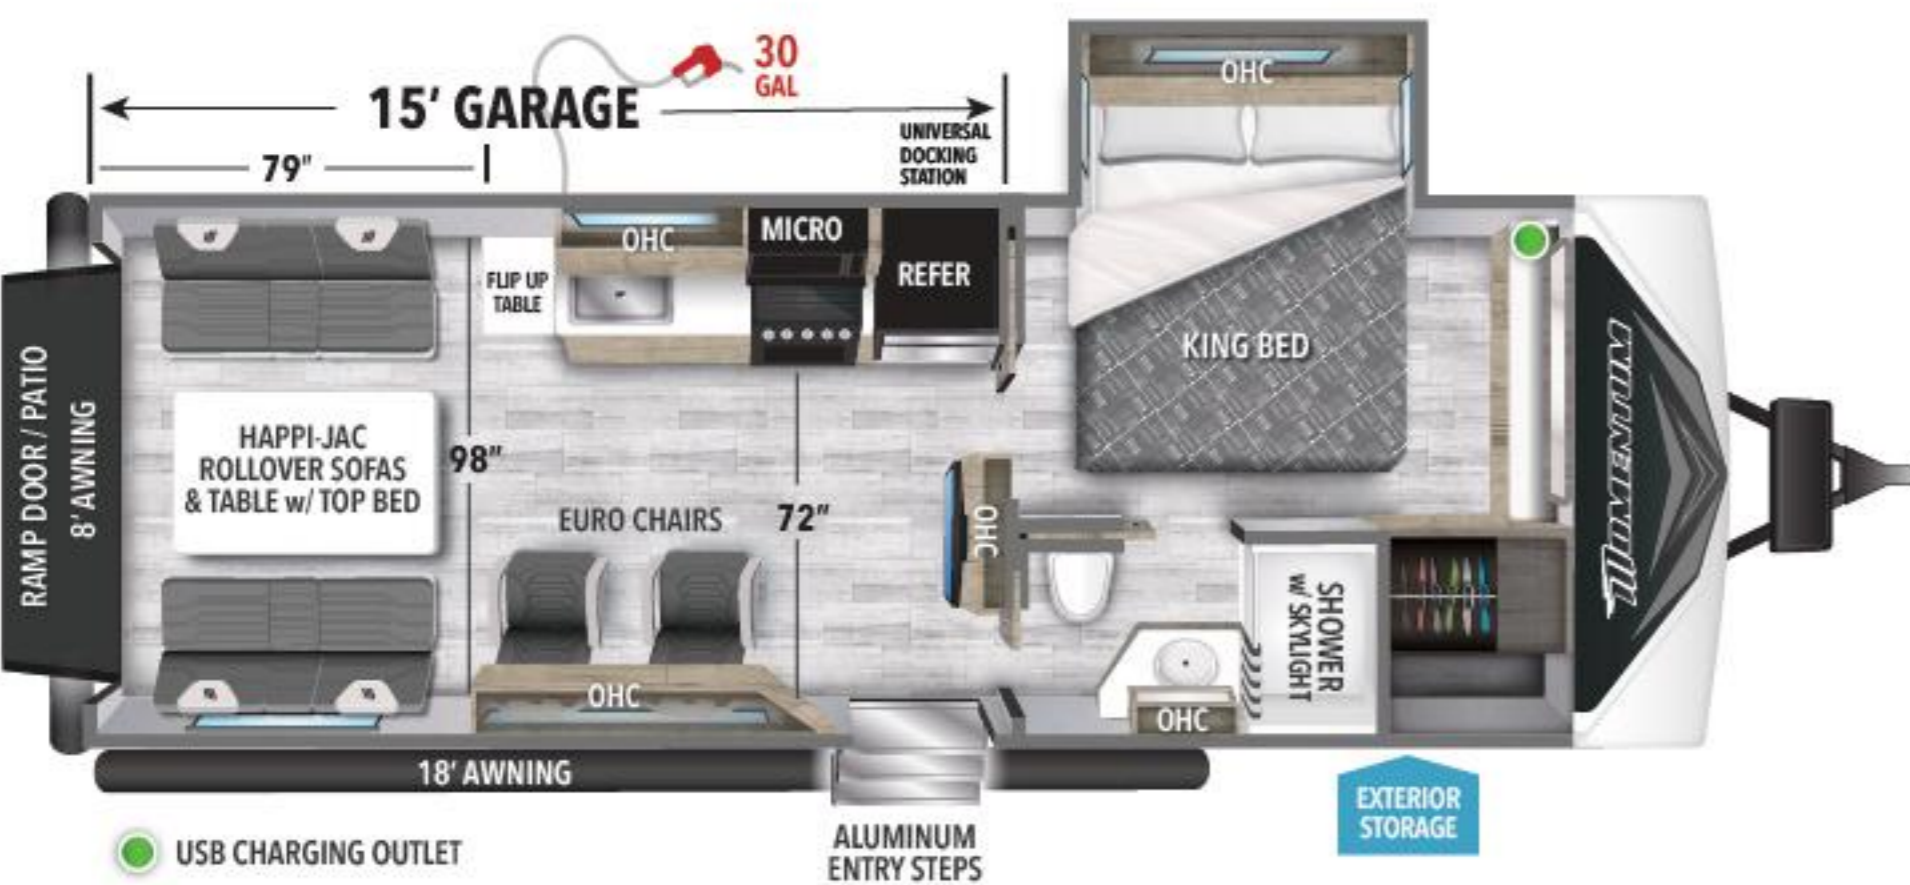 30
GAL
15' GARAGE
79"
UNIVERSAL
DOCKING
STATION
OHC
OHC
MICRO
REFER
FLIP UP
TABLE
KING BED
RAMP DOOR / PATIO
8' AWNING
HAPPI-JAC
ROLLOVER SOFAS
& TABLE w/ TOP BED
98"
EURO CHAIRS
72"
OHC
SHOWER
w/ SKYLIGHT
MOMENTUM
OHC
OHC
18' AWNING
EXTERIOR
STORAGE
USB CHARGING OUTLET
ALUMINUM
ENTRY STEPS